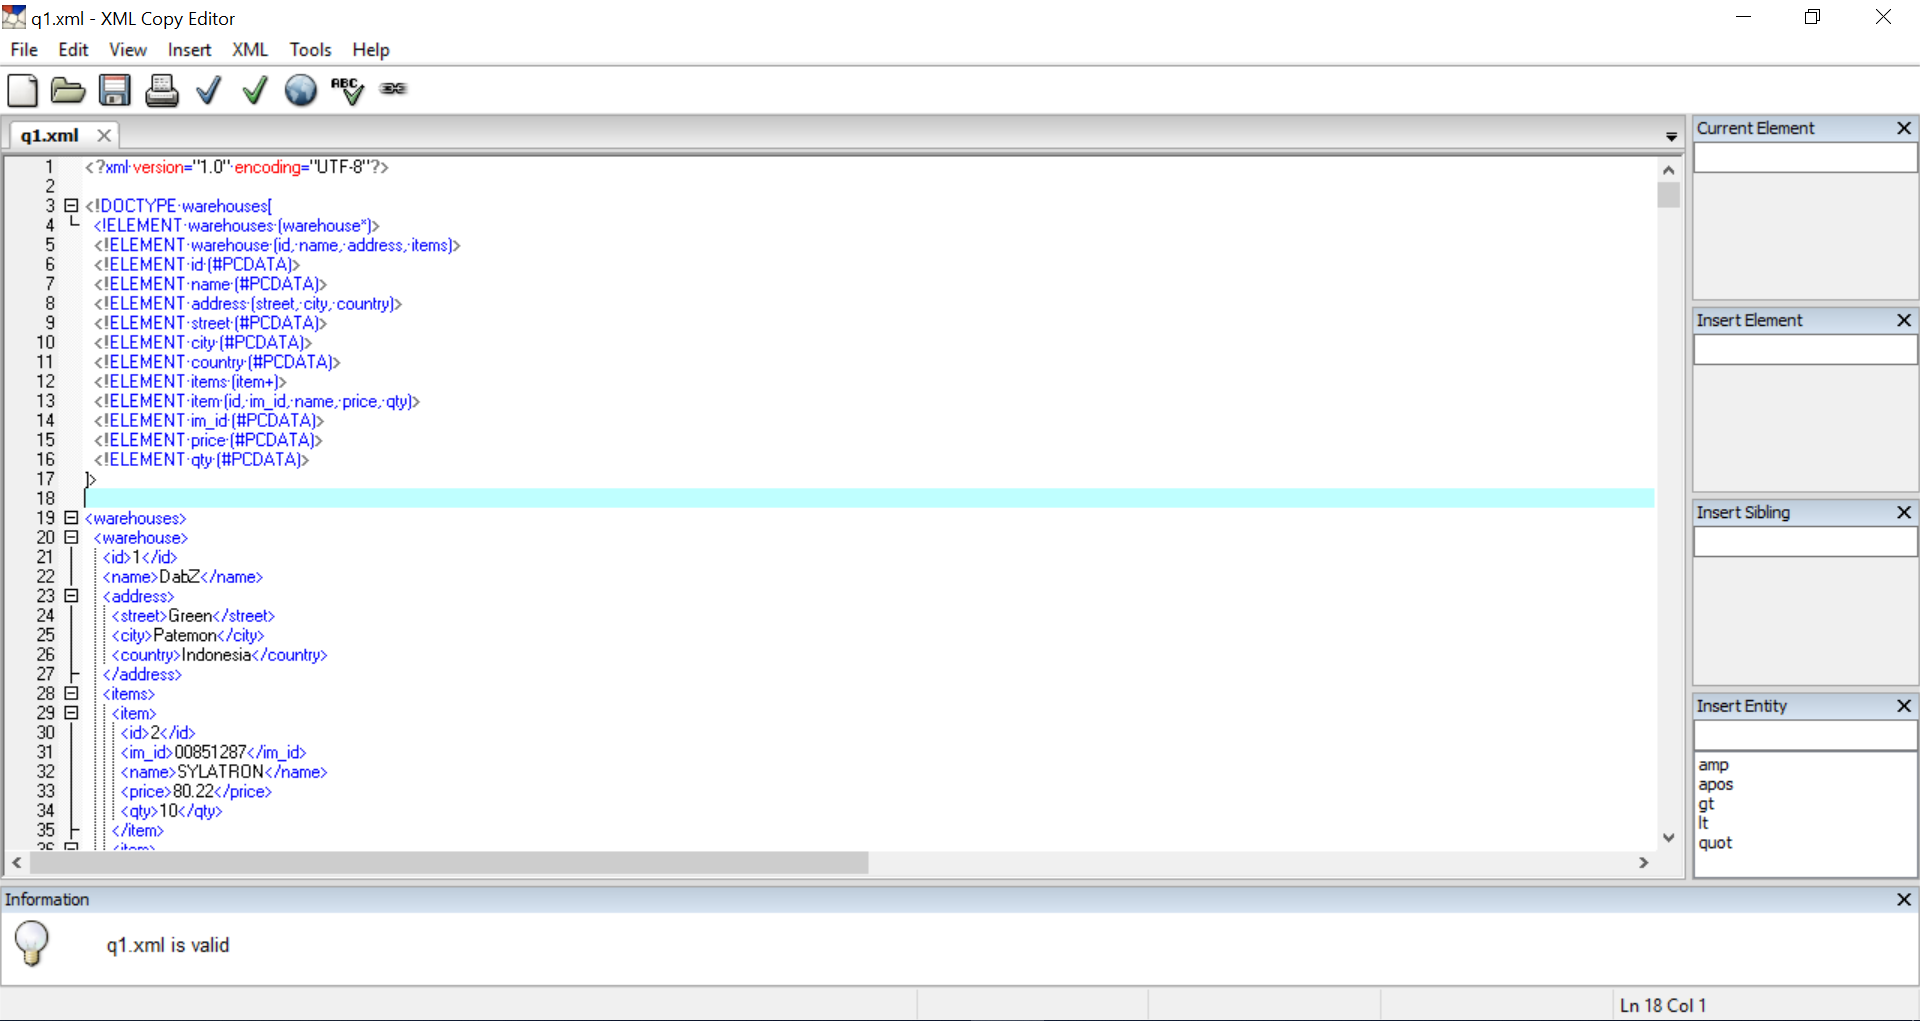 q1.xml - XML Copy Editor
File Edit View Insert XML Tools Help
ABC
q1.xml
1 <?xml version="1.0" encoding="UTF-8"?>
2
3 <!DOCTYPE warehouses[
4 <!ELEMENT warehouses (warehouse*)>
5 <!ELEMENT warehouse (id, name, address, items)>
6 <!ELEMENT id (#PCDATA)>
7 <!ELEMENT name (#PCDATA)>
8 <!ELEMENT address (street, city, country)>
9 <!ELEMENT street (#PCDATA)>
10 <!ELEMENT city (#PCDATA)>
11 <!ELEMENT country (#PCDATA)>
12 <!ELEMENT items (item+)>
13 <!ELEMENT item (id, im_id, name, price, qty)>
14 <!ELEMENT im_id (#PCDATA)>
15 <!ELEMENT price (#PCDATA)>
16 <!ELEMENT qty (#PCDATA)>
17 ]>
18
19 <warehouses>
20 <warehouse>
21 <id>1</id>
22 <name>DabZ</name>
23 <address>
24 <street>Green</street>
25 <city>Patemon</city>
26 <country>Indonesia</country>
27 </address>
28 <items>
29 <item>
30 <id>2</id>
31 <im_id>00851287</im_id>
32 <name>SYLATRON</name>
33 <price>80.22</price>
34 <qty>10</qty>
35 </item>
36 <item>
Current Element
Insert Element
Insert Sibling
Insert Entity
amp
apos
gt
lt
quot
Information
q1.xml is valid
Ln 18 Col 1